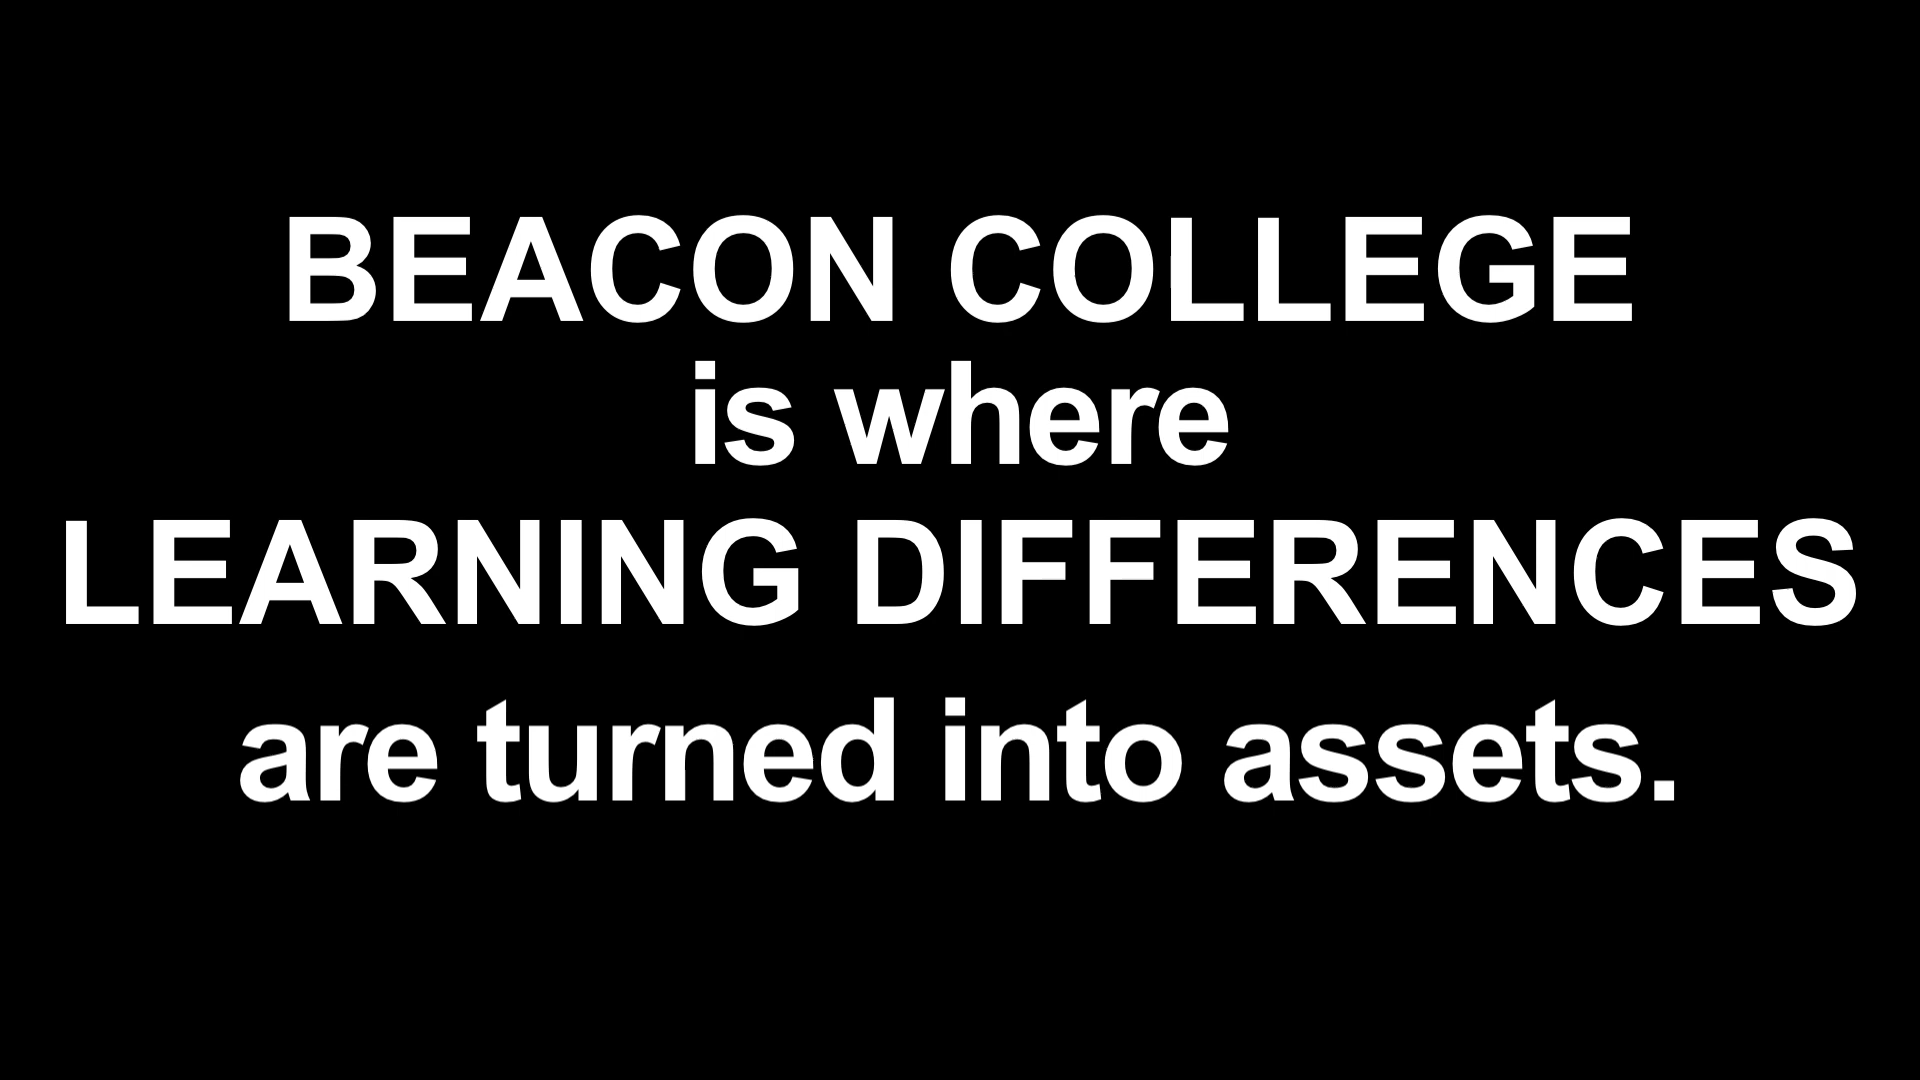 BEACON COLLEGE
is where
LEARNING DIFFERENCES
are turned into assets.